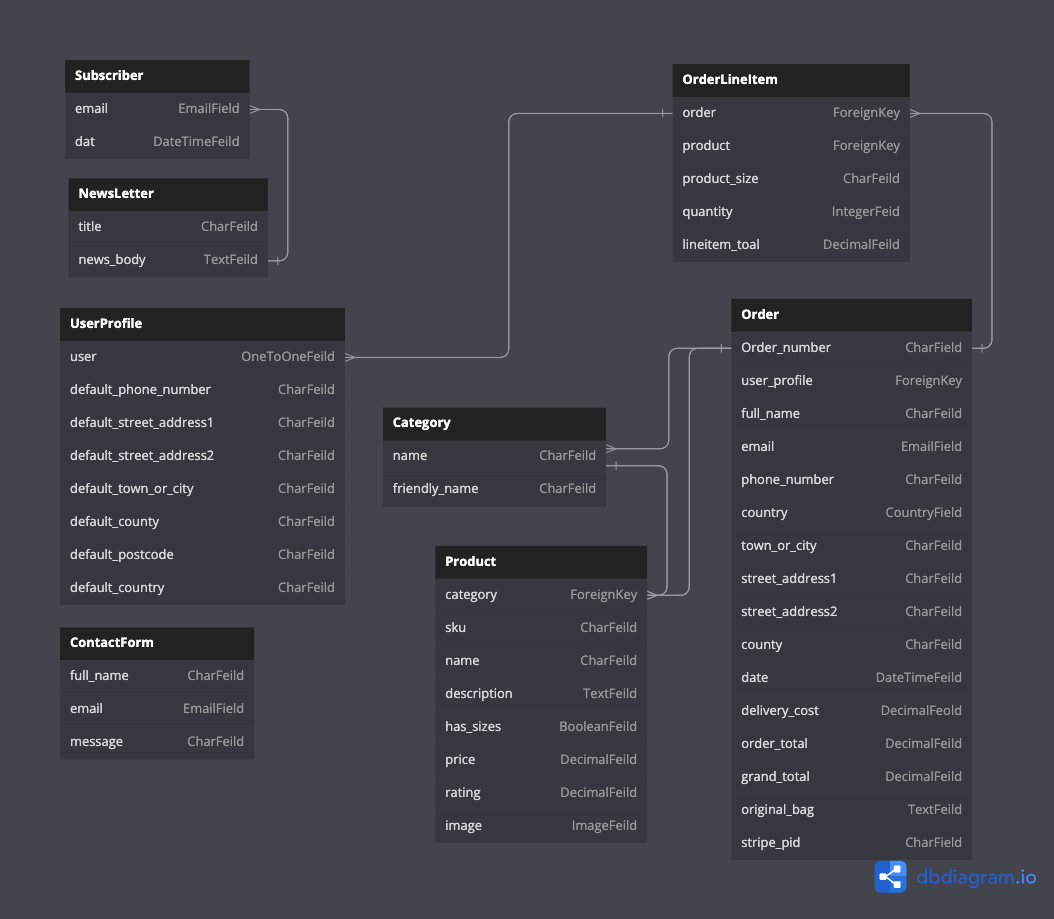 Subscriber
email EmailField
dat DateTimeFeild
NewsLetter
title CharFeild
news_body TextFeild
UserProfile
user OneToOneFeild
default_phone_number CharFeild
default_street_address1 CharFeild
default_street_address2 CharFeild
default_town_or_city CharFeild
default_county CharFeild
default_postcode CharFeild
default_country CharFeild
ContactForm
full_name CharFeild
email EmailField
message CharFeild
Category
name CharFeild
friendly_name CharFeild
Product
category ForeignKey
sku CharFeild
name CharFeild
description TextFeild
has_sizes BooleanFeild
price DecimalFeild
rating DecimalFeild
image ImageFeild
OrderLineItem
order ForeignKey
product ForeignKey
product_size CharFeild
quantity IntegerFeid
lineitem_toal DecimalFeild
Order
Order_number CharField
user_profile ForeignKey
full_name CharFeild
email EmailField
phone_number CharFeild
country CountryField
town_or_city CharFeild
street_address1 CharFeild
street_address2 CharFeild
county CharFeild
date DateTimeFeild
delivery_cost DecimalFeold
order_total DecimalFeild
grand_total DecimalFeild
original_bag TextFeild
stripe_pid CharField
dbdiagram.io